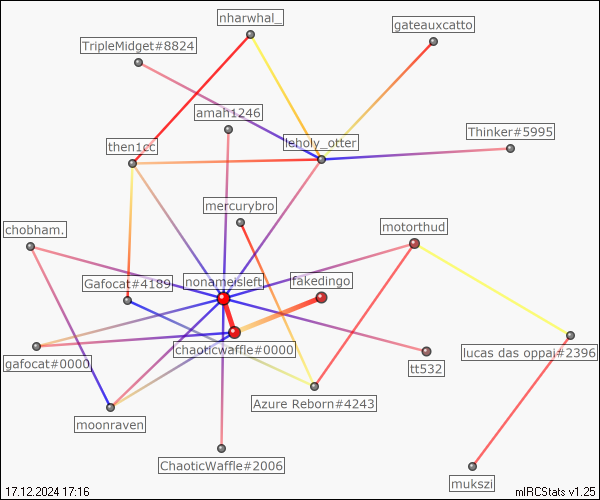 nharwhal_
gateauxcatto
TripleMidget#8824
amah1246
Thinker#5995
then1cc
leholy_otter
mercurybro
chobham.
motorthud
Gafocat#4189
nonameisleft
fakedingo
chaoticwaffle#0000
lucas das oppai#2396
gafocat#0000
tt532
Azure Reborn#4243
moonraven
ChaoticWaffle#2006
mukszi
17.12.2024 17:16
mIRCStats v1.25